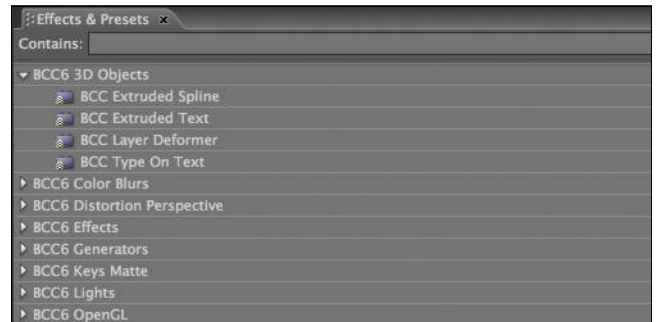 Effects & Presets
Contains:
BCC6 3D Objects
BCC Extruded Spline
BCC Extruded Text
BCC Layer Deformer
BCC Type On Text
BCC6 Color Blurs
BCC6 Distortion Perspective
BCC6 Effects
BCC6 Generators
BCC6 Keys Matte
BCC6 Lights
BCC6 OpenGL